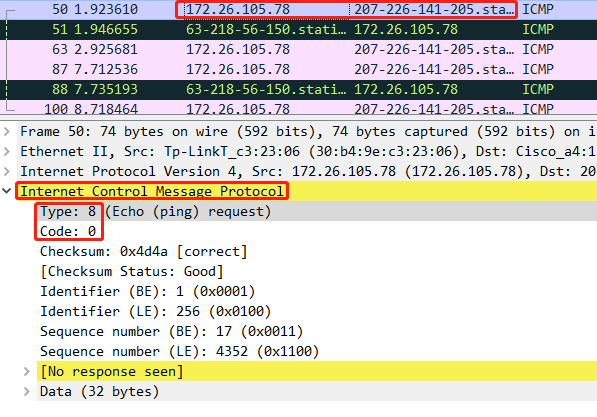 50 1.923610 172.26.105.78 207-226-141-205.sta… ICMP
51 1.946655 63-218-56-150.stati… 172.26.105.78 ICMP
63 2.925681 172.26.105.78 207-226-141-205.sta… ICMP
87 7.712536 172.26.105.78 207-226-141-205.sta… ICMP
88 7.735193 63-218-56-150.stati… 172.26.105.78 ICMP
100 8.718464 172.26.105.78 207-226-141-205.sta… ICMP
Frame 50: 74 bytes on wire (592 bits), 74 bytes captured (592 bits) on i
Ethernet II, Src: Tp-LinkT_c3:23:06 (30:b4:9e:c3:23:06), Dst: Cisco_a4:1
Internet Protocol Version 4, Src: 172.26.105.78 (172.26.105.78), Dst: 20
Internet Control Message Protocol
Type: 8 (Echo (ping) request)
Code: 0
Checksum: 0x4d4a [correct]
[Checksum Status: Good]
Identifier (BE): 1 (0x0001)
Identifier (LE): 256 (0x0100)
Sequence number (BE): 17 (0x0011)
Sequence number (LE): 4352 (0x1100)
[No response seen]
Data (32 bytes)